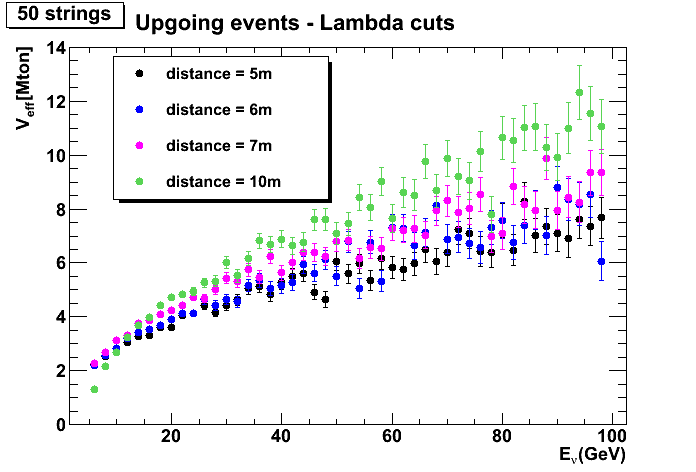 50 strings
Upgoing events - Lambda cuts
V_eff[Mton]
14
12
10
8
6
4
2
0
distance = 5m
distance = 6m
distance = 7m
distance = 10m
20 40 60 80 100
E_ν(GeV)